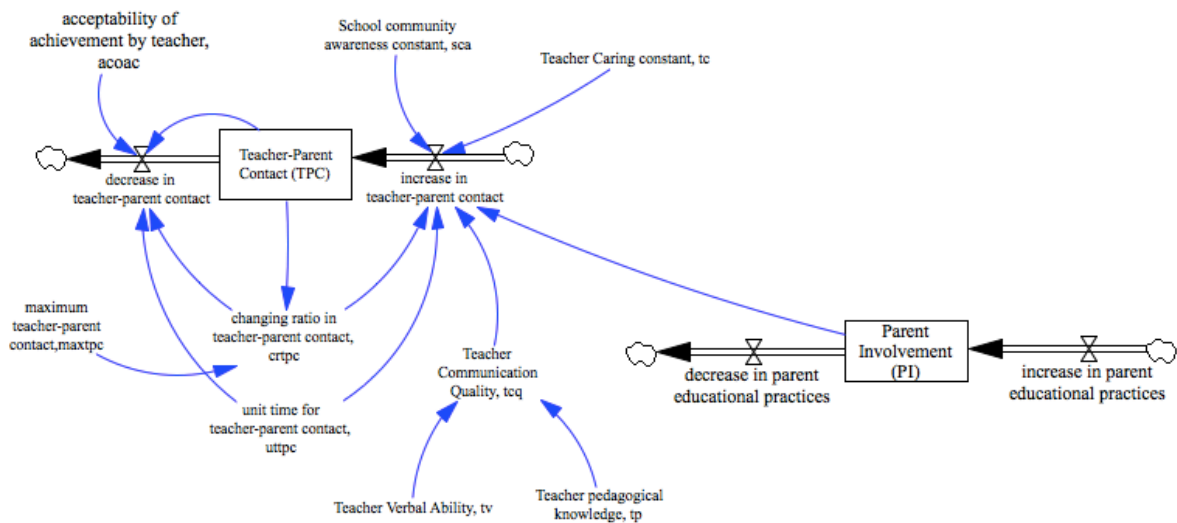 acceptability of
achievement by teacher,
acoac
School community
awareness constant, sca
Teacher Caring constant, tc
Teacher-Parent
Contact (TPC)
decrease in
teacher-parent contact
increase in
teacher-parent contact
maximum
teacher-parent
contact,maxtpc
changing ratio in
teacher-parent contact,
crtpc
Teacher
Communication
Quality, tcq
unit time for
teacher-parent contact,
uttpc
Parent
Involvement
(PI)
decrease in parent
educational practices
increase in parent
educational practices
Teacher Verbal Ability, tv
Teacher pedagogical
knowledge, tp